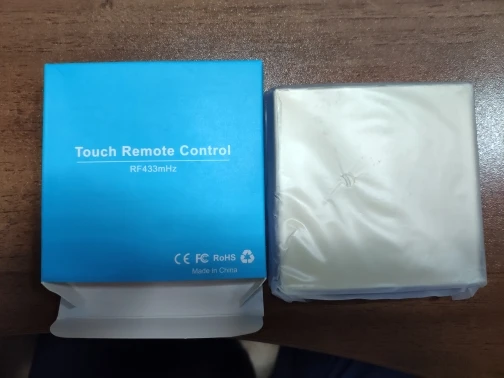 Touch Remote Control
RF433mHz
CE FC RoHS
Made in China